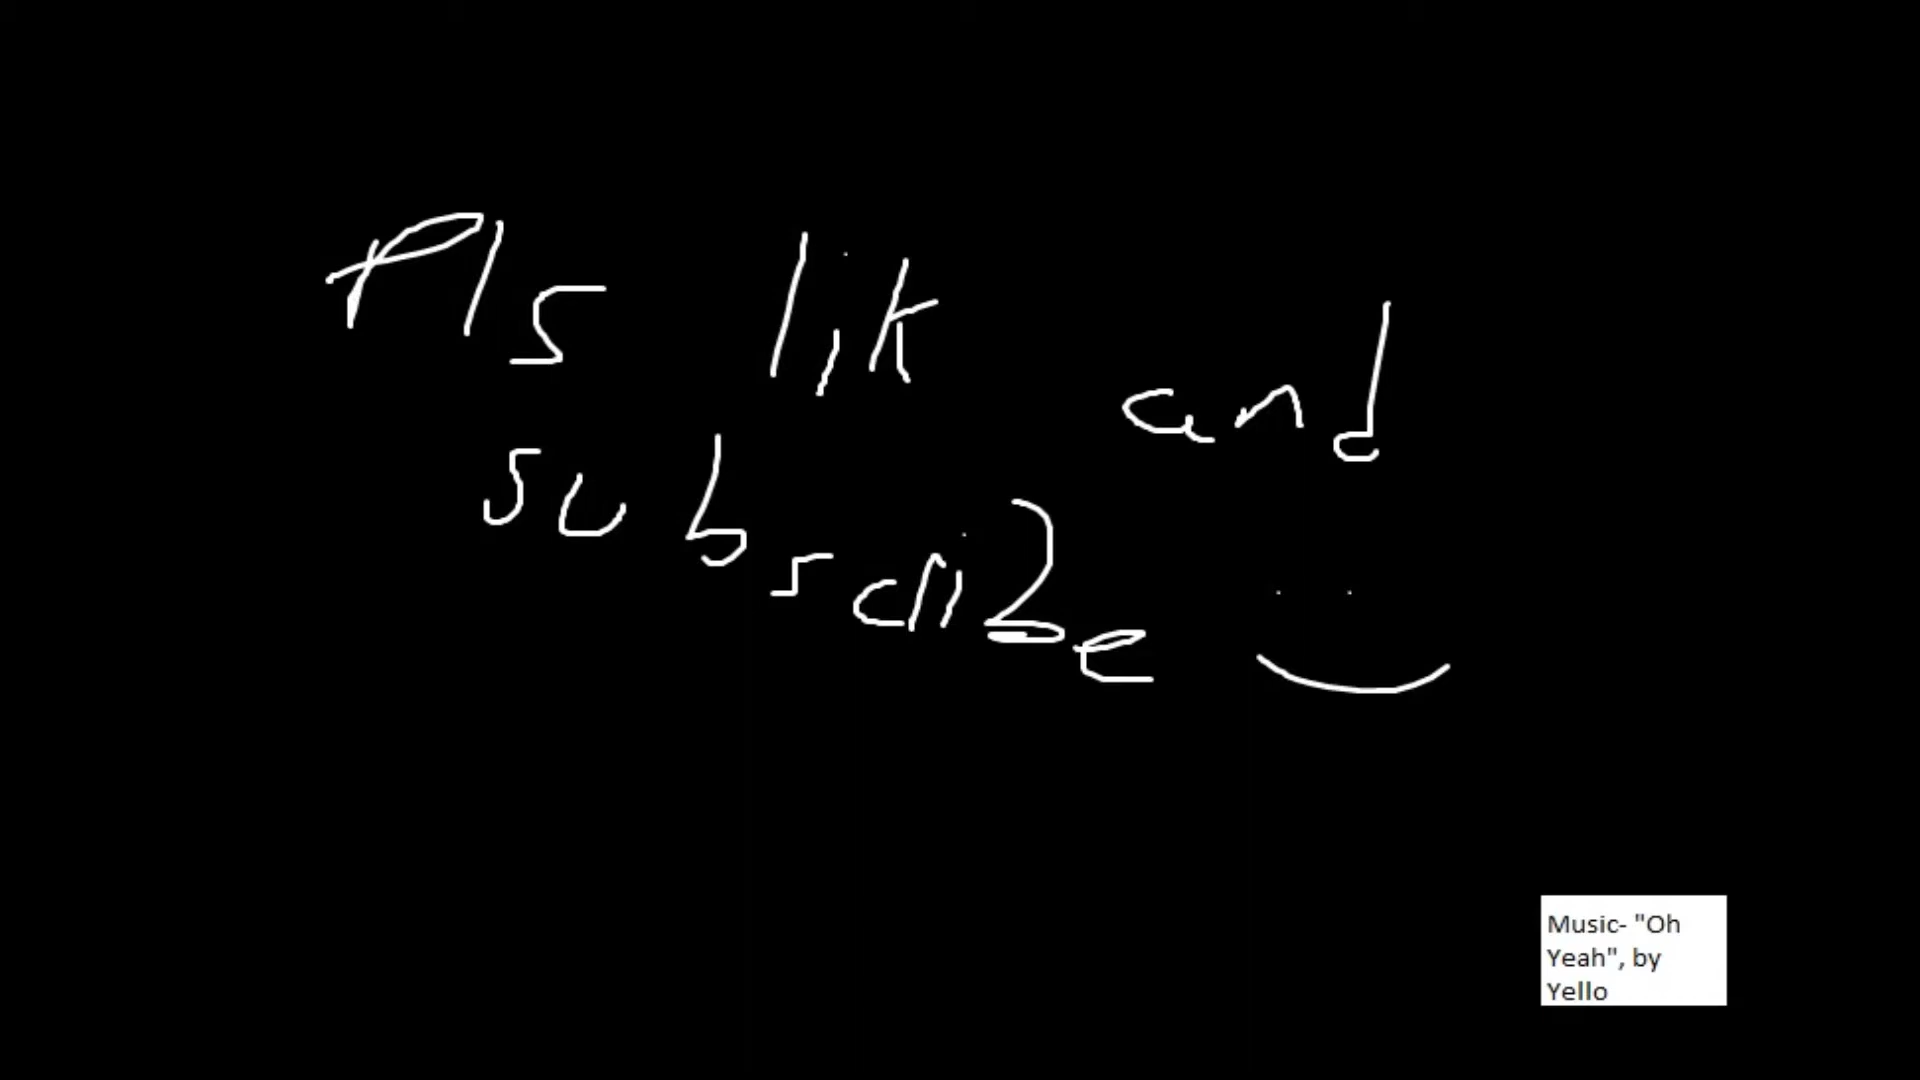 Pls lik and
subscribe
Music- "Oh
Yeah", by
Yello